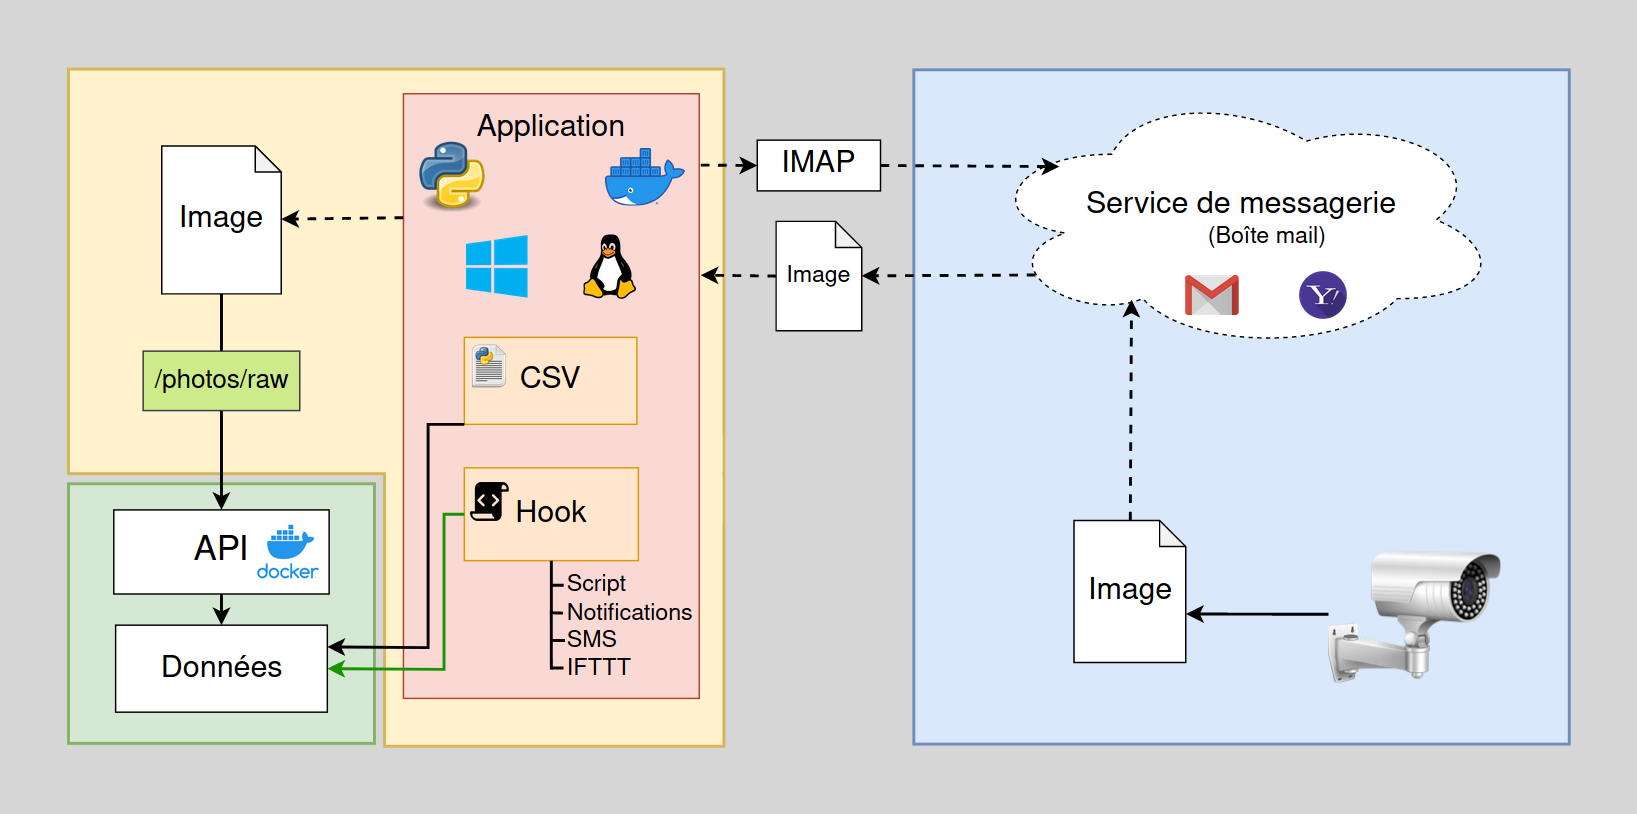 Application
Image
IMAP
Image
Service de messagerie
(Boîte mail)
Y!
/photos/raw
CSV
Hook
Script
Notifications
SMS
IFTTT
API
docker
Données
Image